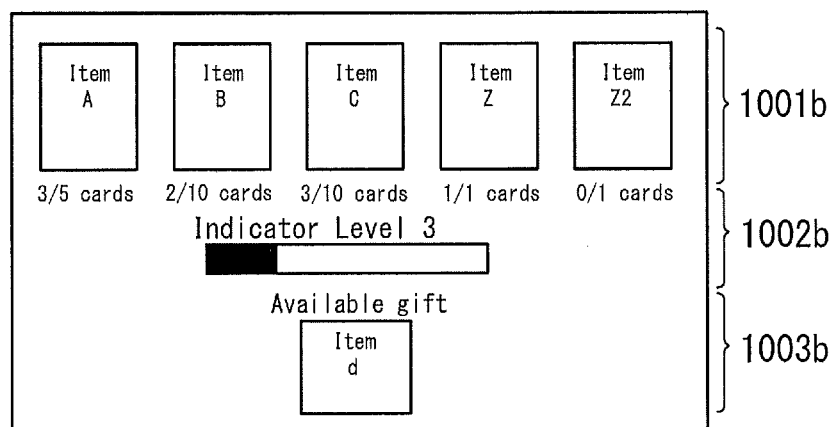 Item Item Item Item Item
A B C Z Z2
1001b
3/5 cards 2/10 cards 3/10 cards 1/1 cards 0/1 cards
Indicator Level 3
1002b
Available gift
Item
d
1003b